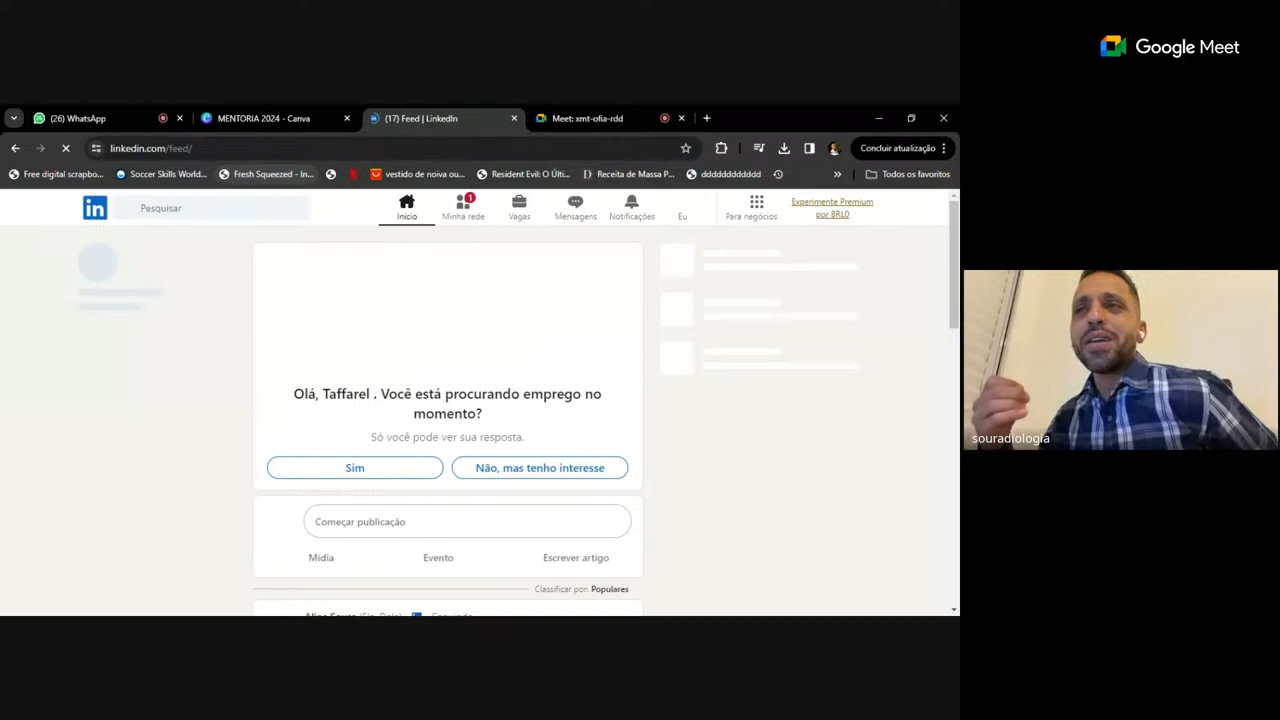 Google Meet
(26) WhatsApp
MENTORIA 2024 - Canva
(17) Feed | LinkedIn
Meet: xmt-ofia-rdd
linkedin.com/feed/
Concluir atualização
Free digital scrapbo...
Soccer Skills World...
Fresh Squeezed - In...
vestido de noiva ou...
Resident Evil: O Últi...
Receita de Massa P...
dddddddddddd
Todos os favoritos
in
Pesquisar
1
Início
Minha rede
Vagas
Mensagens
Notificações
Eu
Para negócios
Experimente Premium
por BRL0
Olá, Taffarel . Você está procurando emprego no
momento?
Só você pode ver sua resposta.
Sim
Não, mas tenho interesse
Começar publicação
Mídia
Evento
Escrever artigo
Classificar por: Populares
souradiologia